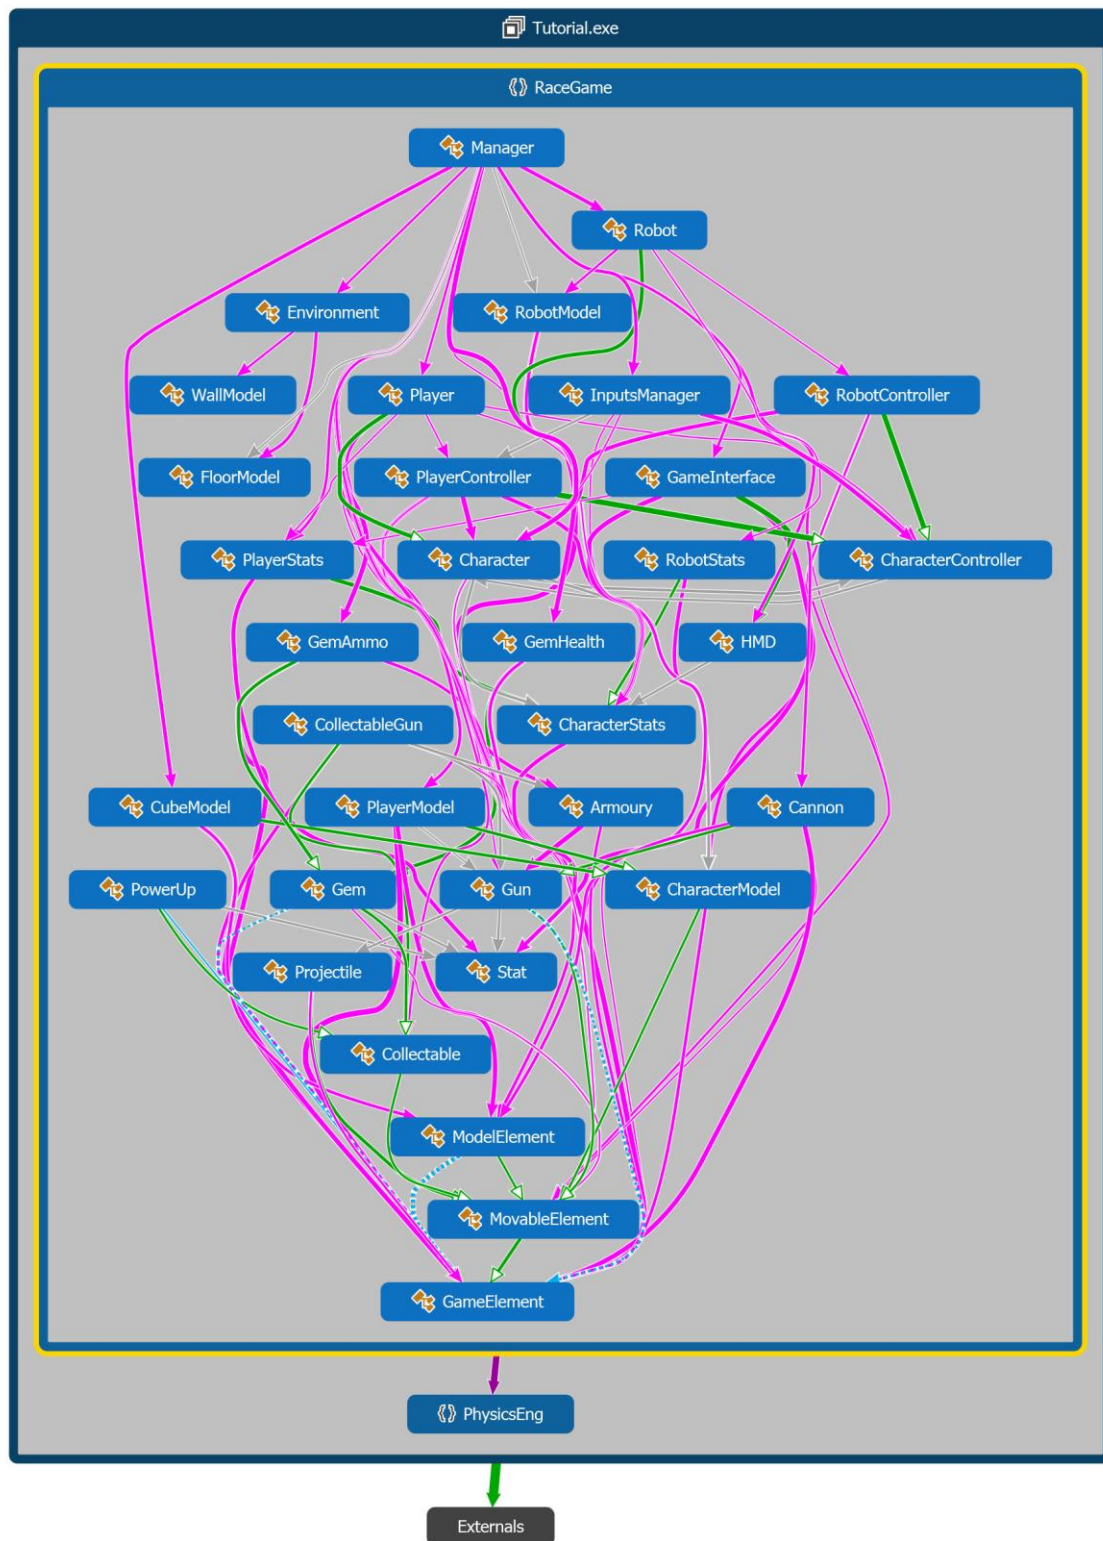 Tutorial.exe
RaceGame
Manager
Robot
Environment
RobotModel
WallModel
Player
InputsManager
RobotController
FloorModel
PlayerController
GameInterface
PlayerStats
Character
RobotStats
CharacterController
GemAmmo
GemHealth
HMD
CollectableGun
CharacterStats
CubeModel
PlayerModel
Armoury
Cannon
PowerUp
Gem
Gun
CharacterModel
Projectile
Stat
Collectable
ModelElement
MovableElement
GameElement
PhysicsEng
Externals